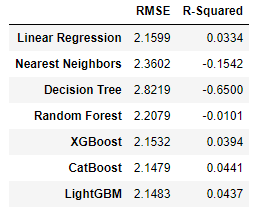 RMSE R-Squared
Linear Regression 2.1599 0.0334
Nearest Neighbors 2.3602 -0.1542
Decision Tree 2.8219 -0.6500
Random Forest 2.2079 -0.0101
XGBoost 2.1532 0.0394
CatBoost 2.1479 0.0441
LightGBM 2.1483 0.0437